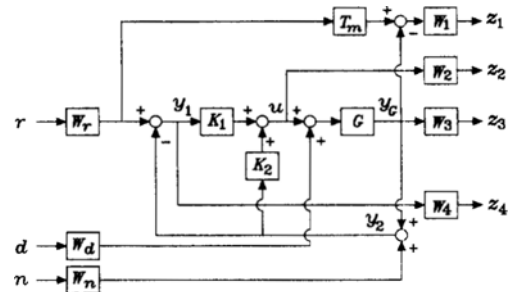 T_m + - W_1 z_1
W_2 z_2
r W_r + - y_1 K_1 + + u + + G y_G W_3 z_3
K_2
W_4 z_4
y_2 + +
d W_d
n W_n